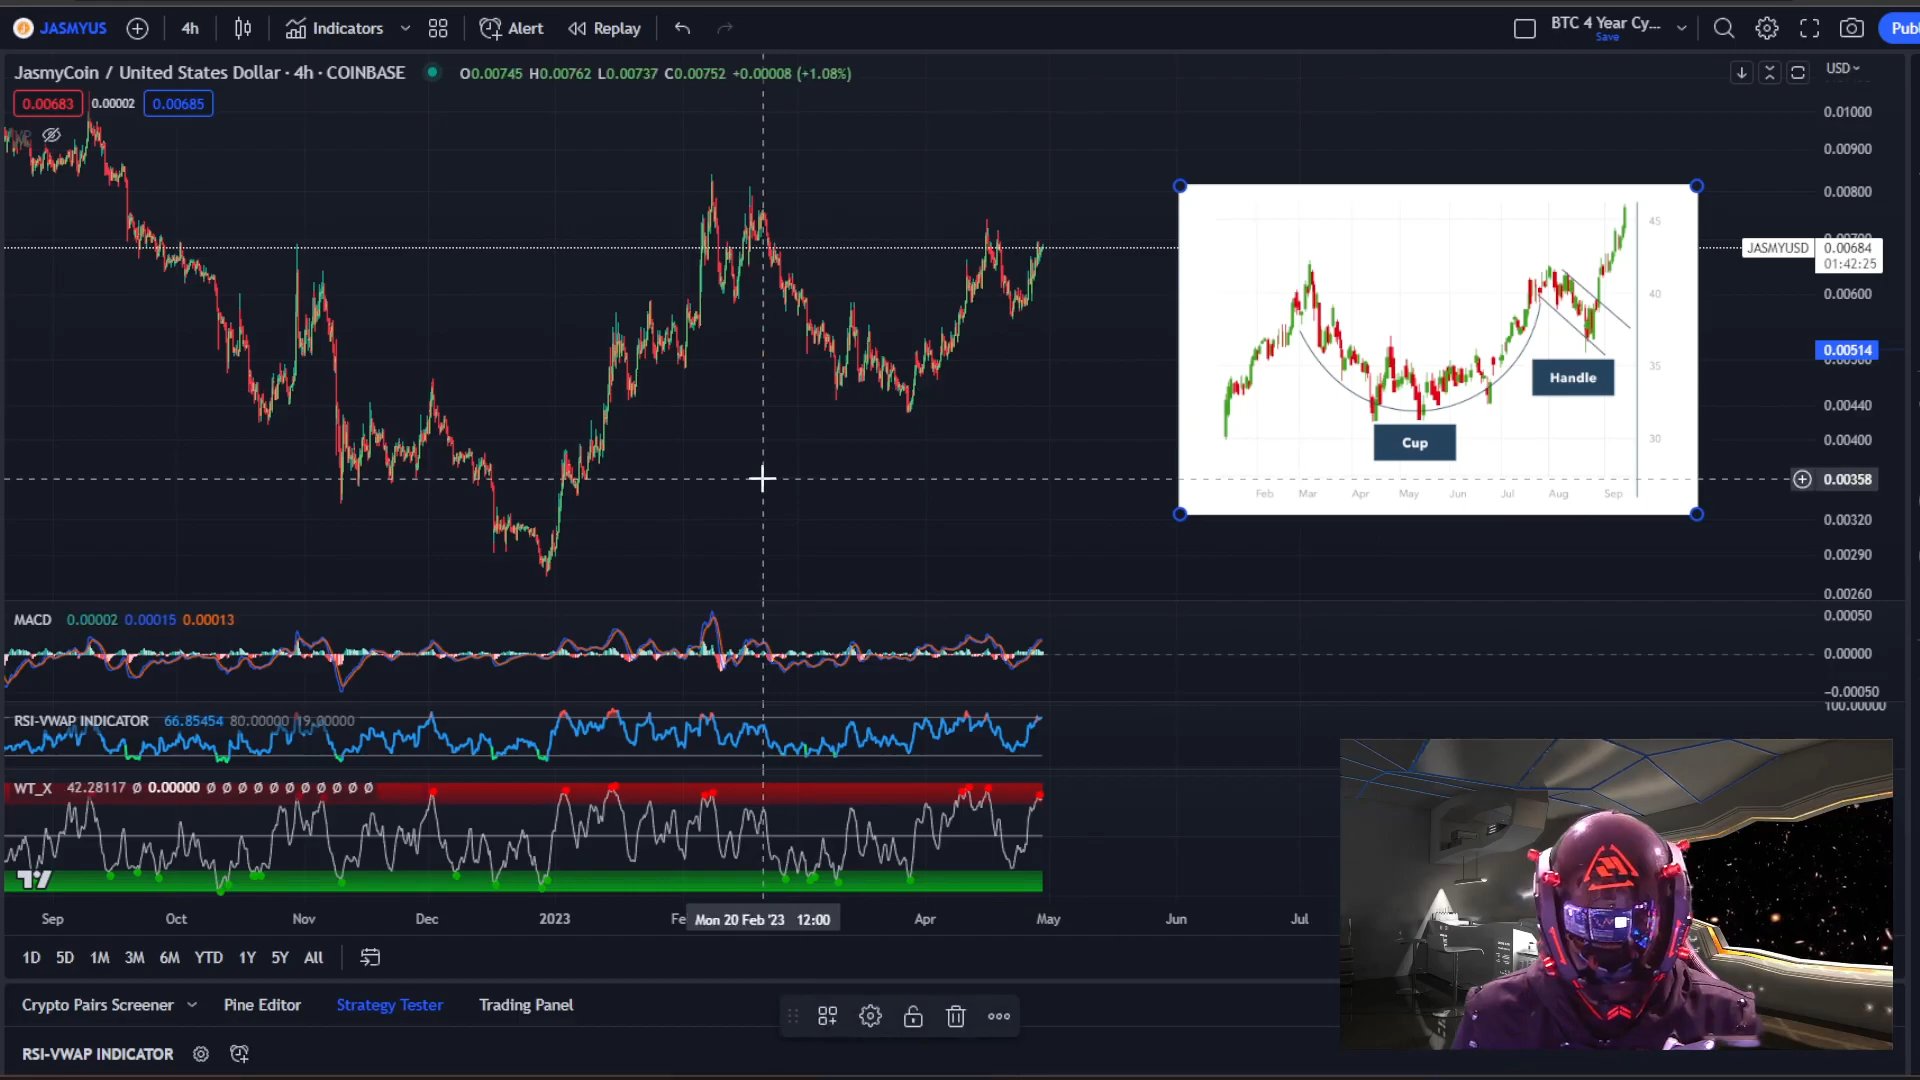 JASMYUS 4h Indicators Alert Replay BTC 4 Year Cy... Save Publ
JasmyCoin / United States Dollar · 4h · COINBASE O0.00745 H0.00762 L0.00737 C0.00752 +0.00008 (+1.08%) USD
0.00683 0.00002 0.00685
0.01000
0.00900
0.00800
JASMYUSD 0.00684
01:42:25
0.00600
0.00514
0.00440
0.00400
0.00358
0.00320
0.00290
0.00260
45
40
35
30
Handle
Cup
Feb Mar Apr May Jun Jul Aug Sep
MACD 0.00002 0.00015 0.00013
0.00050
0.00000
−0.00050
RSI-VWAP INDICATOR 66.85454 80.00000 19.00000
100.00000
WT_X 42.28117 Ø 0.00000 Ø Ø Ø Ø Ø Ø Ø Ø Ø Ø Ø
Sep Oct Nov Dec 2023 Fe Mon 20 Feb '23 12:00 Apr May Jun Jul
1D 5D 1M 3M 6M YTD 1Y 5Y All
Crypto Pairs Screener Pine Editor Strategy Tester Trading Panel
RSI-VWAP INDICATOR